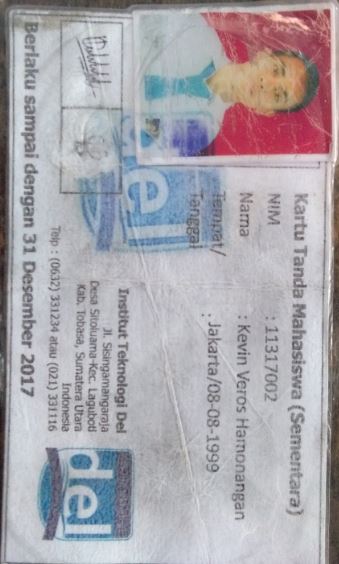 Kartu Tanda Mahasiswa (Sementara)
NIM : 11317002
Nama : Kevin Veros Hamonangan
Tempat/
Tanggal : Jakarta/08-08-1999
del
Institut Teknologi Del
Jl. Sisingamangaraja
Desa Sitoluama-Kec. Laguboti
Kab. Tobasa, Sumatera Utara
Indonesia
Telp : (0632) 331234 atau (021) 331116
del
Berlaku sampai dengan 31 Desember 2017